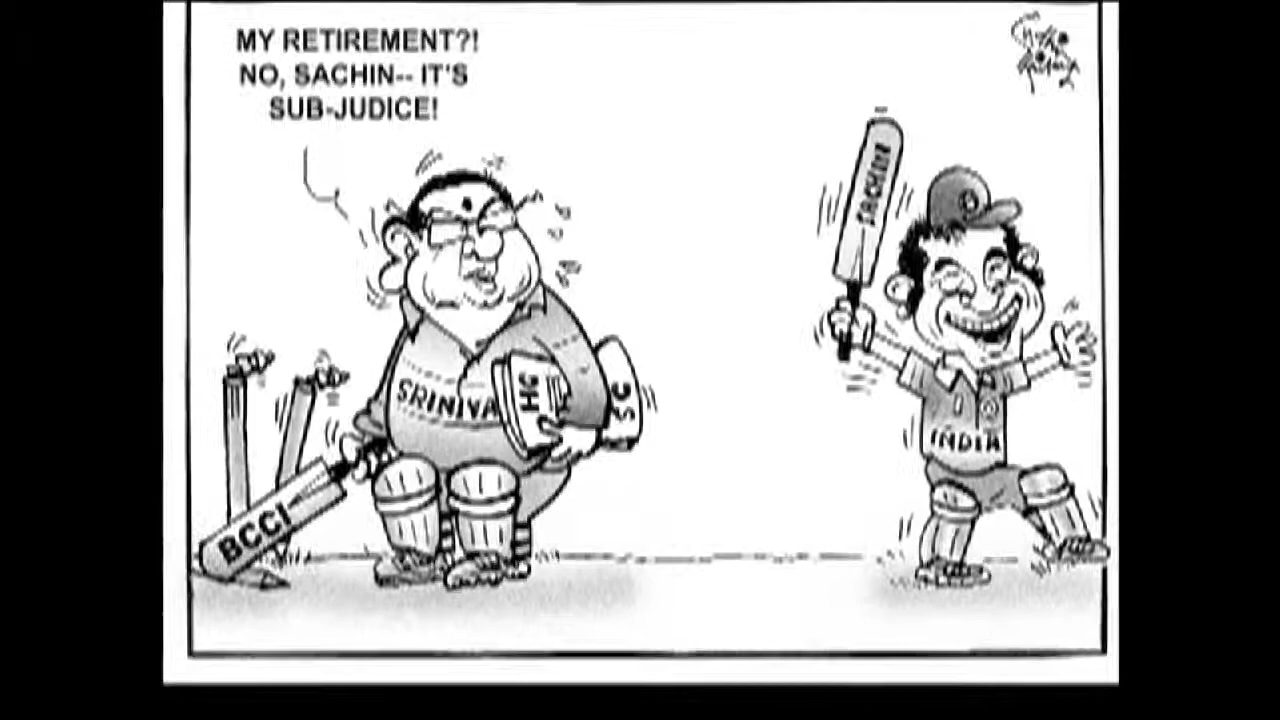 MY RETIREMENT?!
NO, SACHIN-- IT'S
SUB-JUDICE!
SACHIN
SRINIVA
HC
SC
INDIA
BCCI